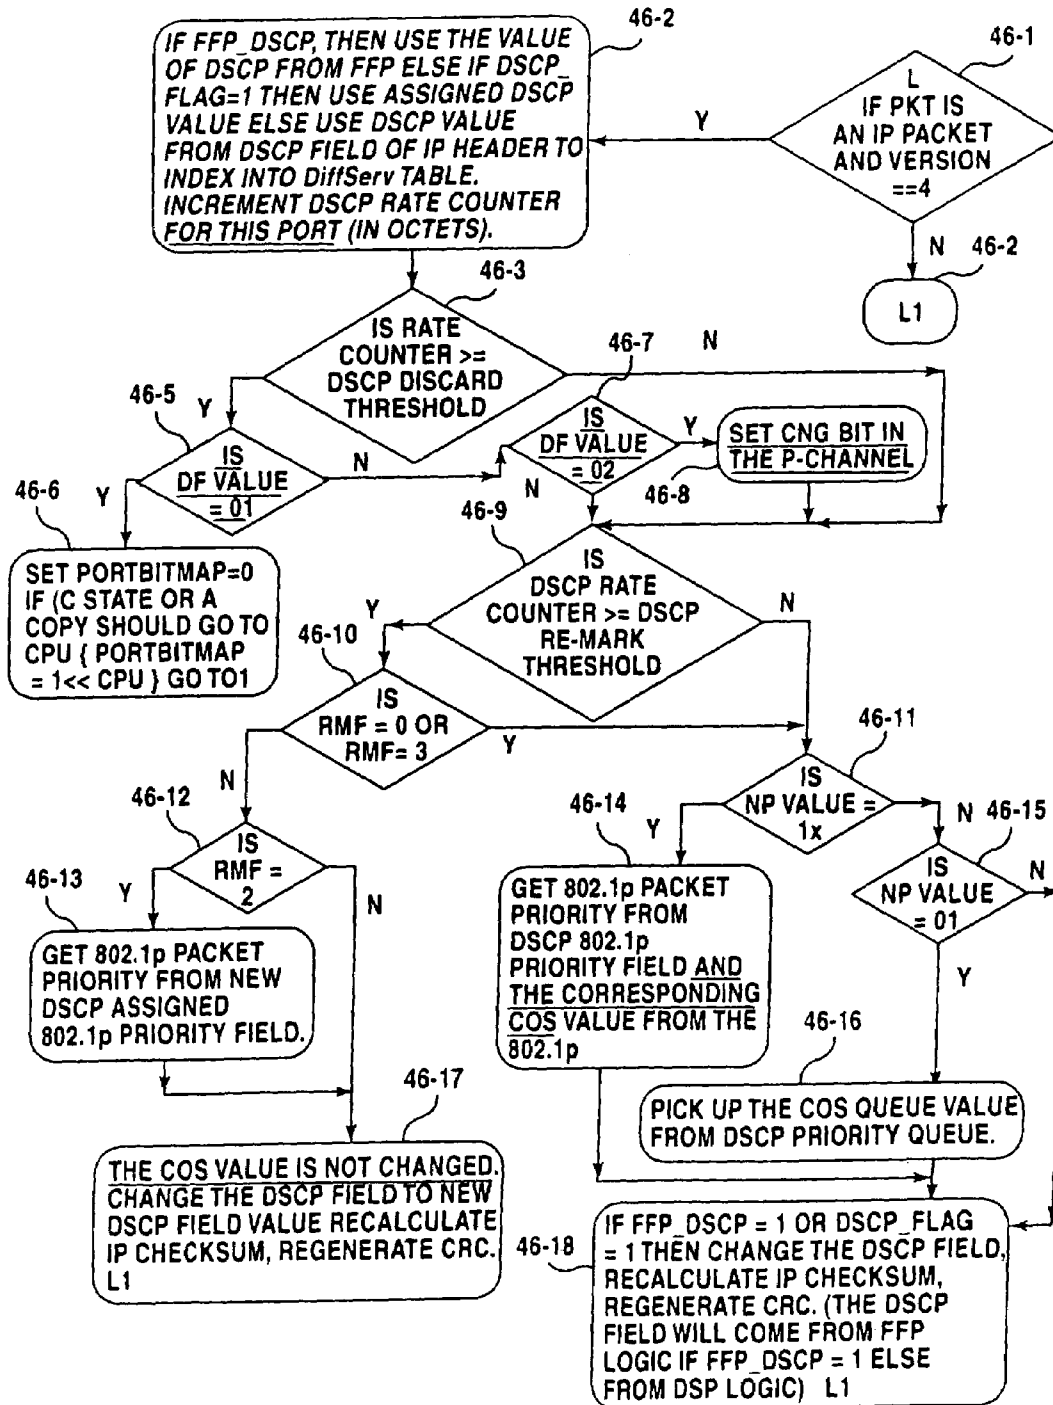 46-2
IF FFP_DSCP, THEN USE THE VALUE
OF DSCP FROM FFP ELSE IF DSCP_
FLAG=1 THEN USE ASSIGNED DSCP
VALUE ELSE USE DSCP VALUE
FROM DSCP FIELD OF IP HEADER TO
INDEX INTO DiffServ TABLE.
INCREMENT DSCP RATE COUNTER
FOR THIS PORT (IN OCTETS).
Y
46-1
L
IF PKT IS
AN IP PACKET
AND VERSION
==4
N
46-2
L1
46-3
IS RATE
COUNTER >=
DSCP DISCARD
THRESHOLD
N
Y
46-5
IS
DF VALUE
= 01
N
Y
46-7
IS
DF VALUE
= 02
Y
N
SET CNG BIT IN
THE P-CHANNEL
46-8
46-6
SET PORTBITMAP=0
IF (C STATE OR A
COPY SHOULD GO TO
CPU { PORTBITMAP
= 1<< CPU } GO TO1
46-9
IS
DSCP RATE
COUNTER >= DSCP
RE-MARK
THRESHOLD
Y
N
46-10
IS
RMF = 0 OR
RMF= 3
Y
N
46-11
IS
NP VALUE =
1x
Y
N
46-12
IS
RMF =
2
Y
N
46-15
IS
NP VALUE
= 01
N
Y
46-13
GET 802.1p PACKET
PRIORITY FROM NEW
DSCP ASSIGNED
802.1p PRIORITY FIELD.
46-14
GET 802.1p PACKET
PRIORITY FROM
DSCP 802.1p
PRIORITY FIELD AND
THE CORRESPONDING
COS VALUE FROM THE
802.1p
46-16
PICK UP THE COS QUEUE VALUE
FROM DSCP PRIORITY QUEUE.
46-17
THE COS VALUE IS NOT CHANGED.
CHANGE THE DSCP FIELD TO NEW
DSCP FIELD VALUE RECALCULATE
IP CHECKSUM, REGENERATE CRC.
L1
46-18
IF FFP_DSCP = 1 OR DSCP_FLAG
= 1 THEN CHANGE THE DSCP FIELD,
RECALCULATE IP CHECKSUM,
REGENERATE CRC. (THE DSCP
FIELD WILL COME FROM FFP
LOGIC IF FFP_DSCP = 1 ELSE
FROM DSP LOGIC) L1